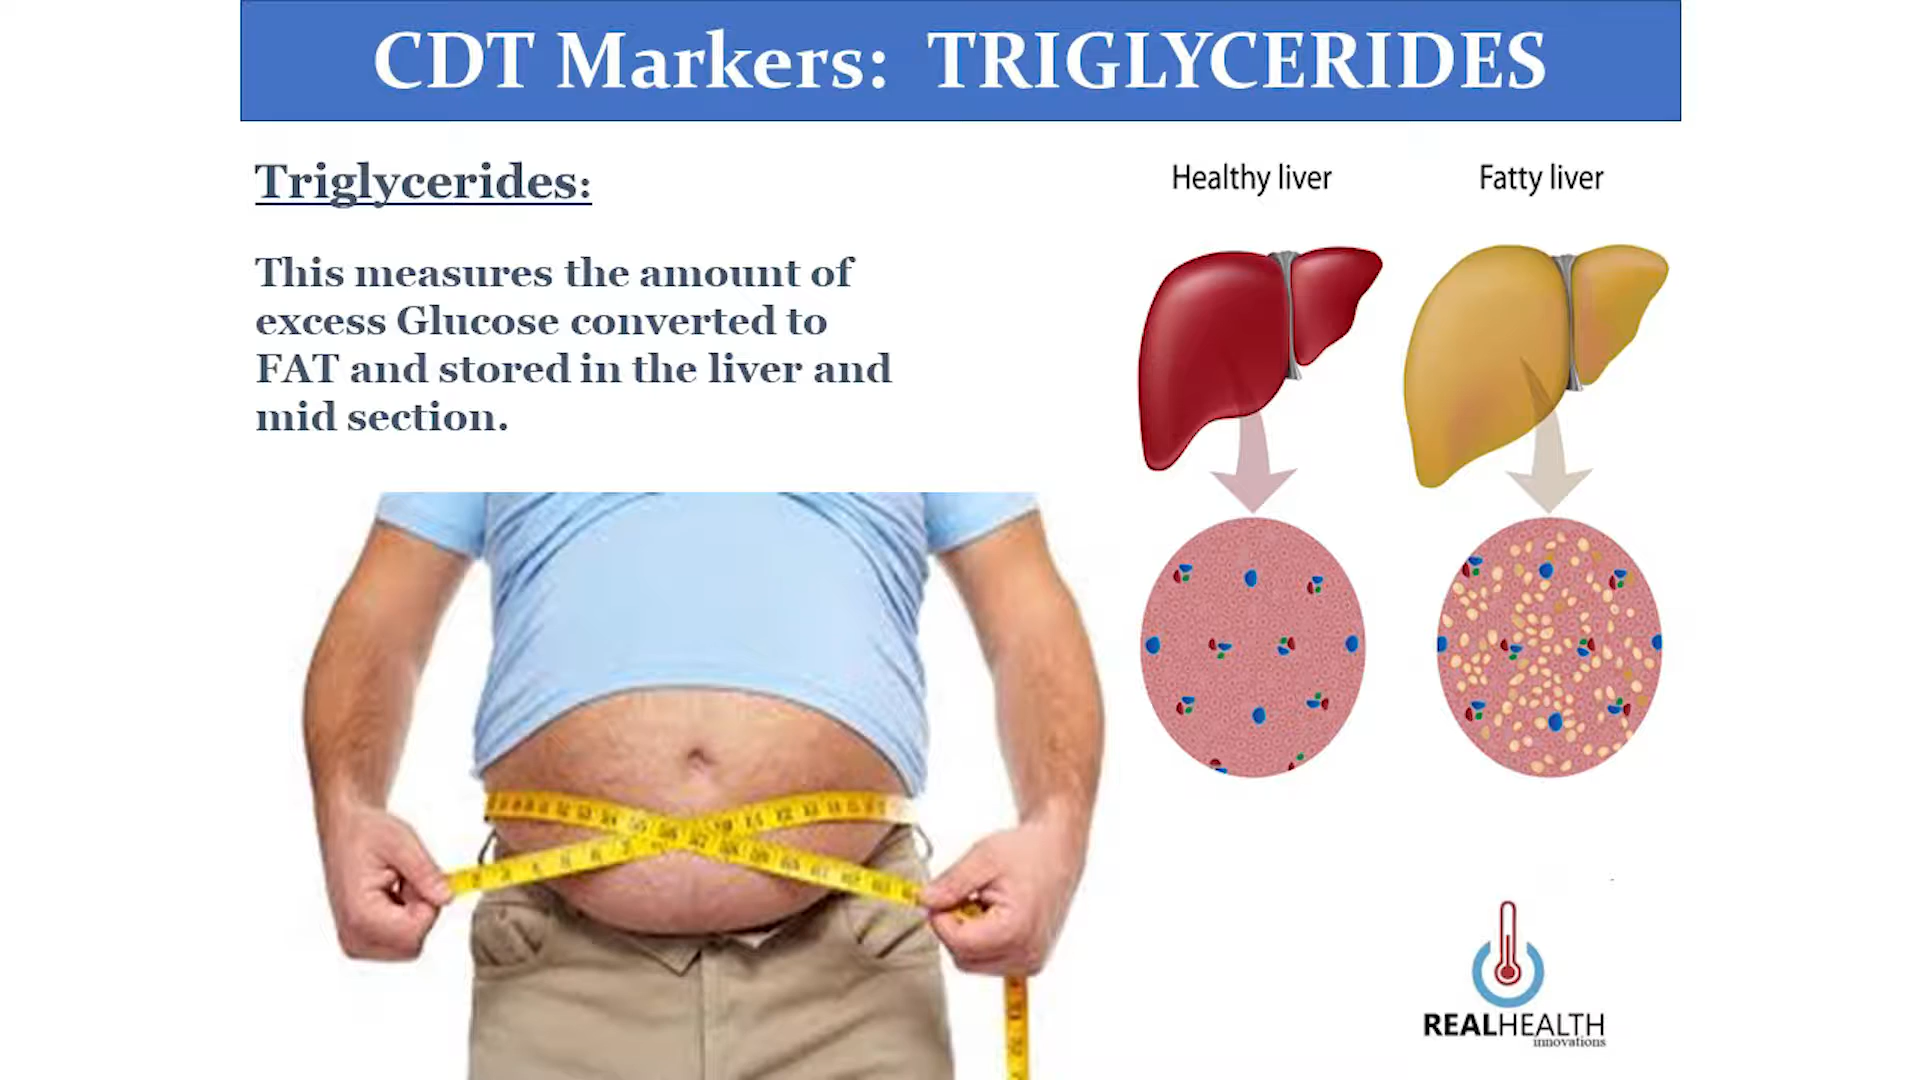 CDT Markers: TRIGLYCERIDES
Triglycerides:
This measures the amount of
excess Glucose converted to
FAT and stored in the liver and
mid section.
Healthy liver
Fatty liver
REALHEALTH
innovations